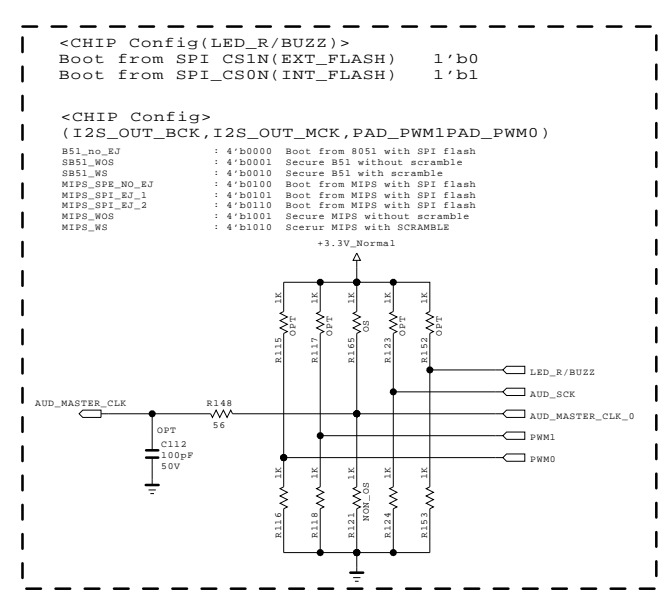 <CHIP Config(LED_R/BUZZ)>
Boot from SPI CS1N(EXT_FLASH) 1'b0
Boot from SPI_CS0N(INT_FLASH) 1'b1
<CHIP Config>
(I2S_OUT_BCK,I2S_OUT_MCK,PAD_PWM1PAD_PWM0)
B51_no_EJ : 4'b0000 Boot from 8051 with SPI flash
SB51_WOS : 4'b0001 Secure B51 without scramble
SB51_WS : 4'b0010 Secure B51 with scramble
MIPS_SPE_NO_EJ : 4'b0100 Boot from MIPS with SPI flash
MIPS_SPI_EJ_1 : 4'b0101 Boot from MIPS with SPI flash
MIPS_SPI_EJ_2 : 4'b0110 Boot from MIPS with SPI flash
MIPS_WOS : 4'b1001 Secure MIPS without scramble
MIPS_WS : 4'b1010 Scerur MIPS with SCRAMBLE
+3.3V_Normal
1K 1K 1K 1K 1K
OPT OPT OS OPT OPT
R115 R117 R165 R123 R152
LED_R/BUZZ
AUD_SCK
AUD_MASTER_CLK R148 AUD_MASTER_CLK_0
56
OPT
C112
100pF
50V
PWM1
PWM0
1K 1K 1K 1K 1K
NON_OS
R116 R118 R121 R124 R153